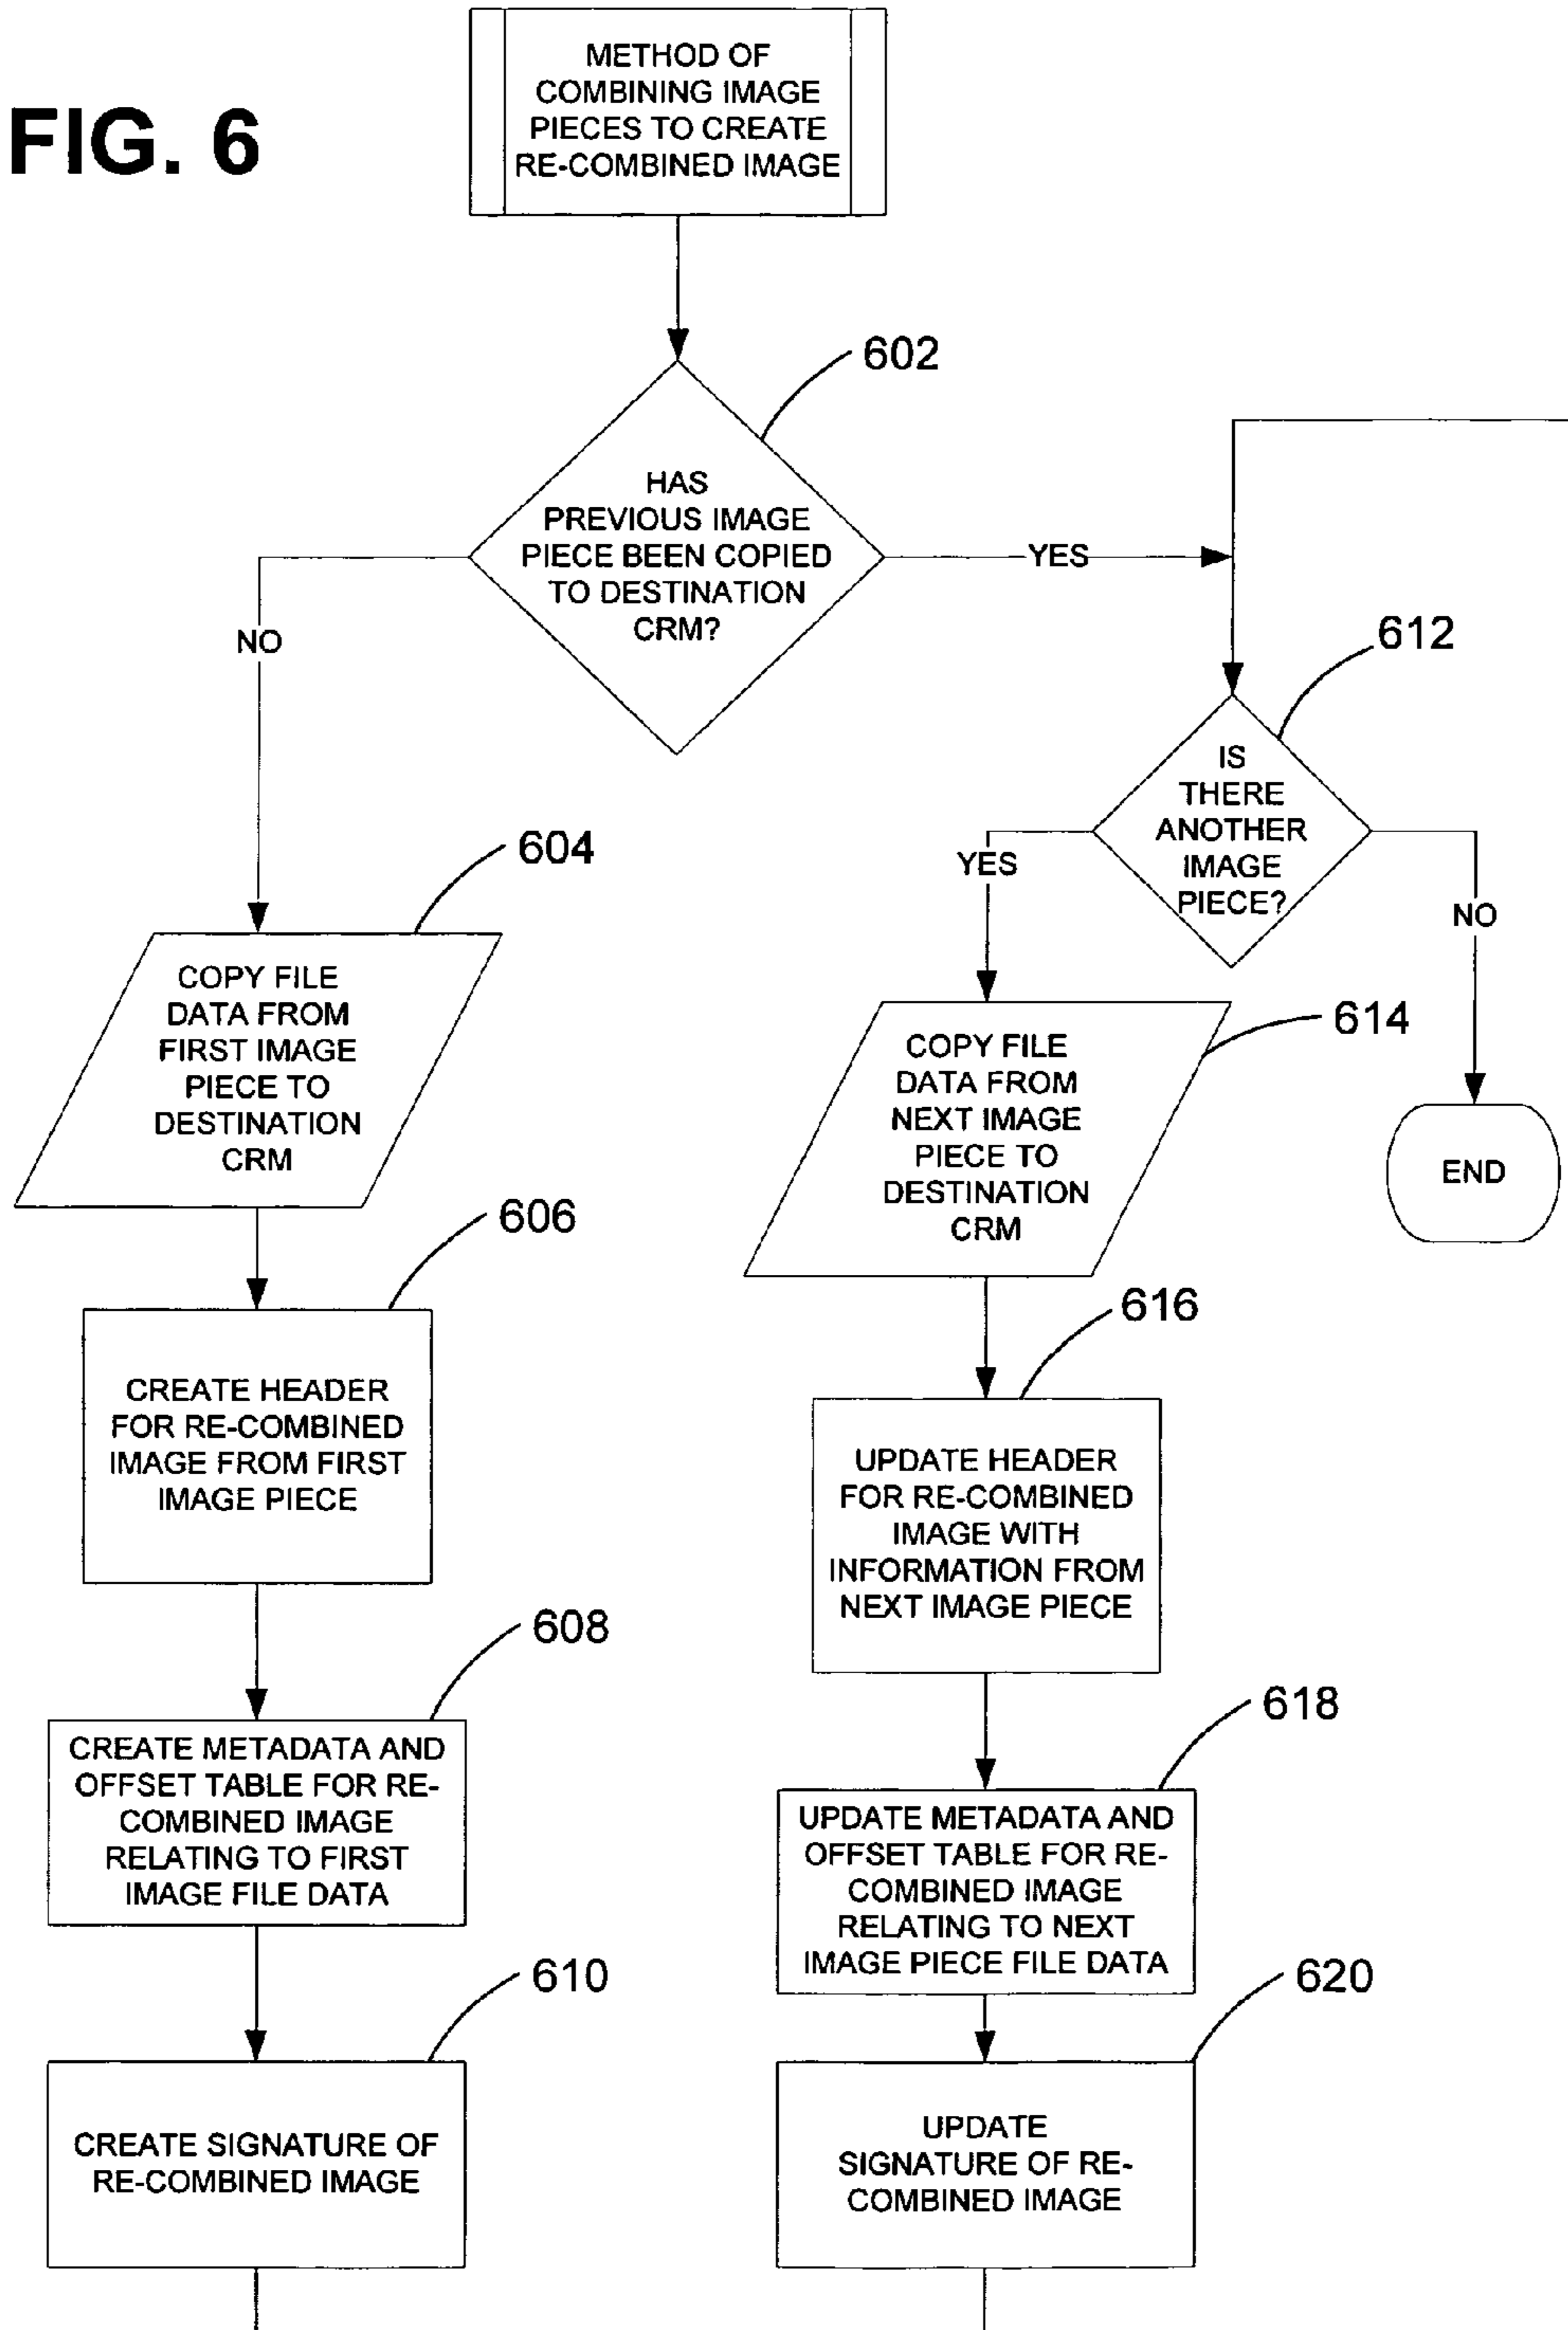 FIG. 6
METHOD OF
COMBINING IMAGE
PIECES TO CREATE
RE-COMBINED IMAGE
602
HAS
PREVIOUS IMAGE
PIECE BEEN COPIED
TO DESTINATION
CRM?
YES
NO
612
IS
THERE
ANOTHER
IMAGE
PIECE?
YES
NO
END
604
COPY FILE
DATA FROM
FIRST IMAGE
PIECE TO
DESTINATION
CRM
606
CREATE HEADER
FOR RE-COMBINED
IMAGE FROM FIRST
IMAGE PIECE
608
CREATE METADATA AND
OFFSET TABLE FOR RE-
COMBINED IMAGE
RELATING TO FIRST
IMAGE FILE DATA
610
CREATE SIGNATURE OF
RE-COMBINED IMAGE
614
COPY FILE
DATA FROM
NEXT IMAGE
PIECE TO
DESTINATION
CRM
616
UPDATE HEADER
FOR RE-COMBINED
IMAGE WITH
INFORMATION FROM
NEXT IMAGE PIECE
618
UPDATE METADATA AND
OFFSET TABLE FOR RE-
COMBINED IMAGE
RELATING TO NEXT
IMAGE PIECE FILE DATA
620
UPDATE
SIGNATURE OF RE-
COMBINED IMAGE